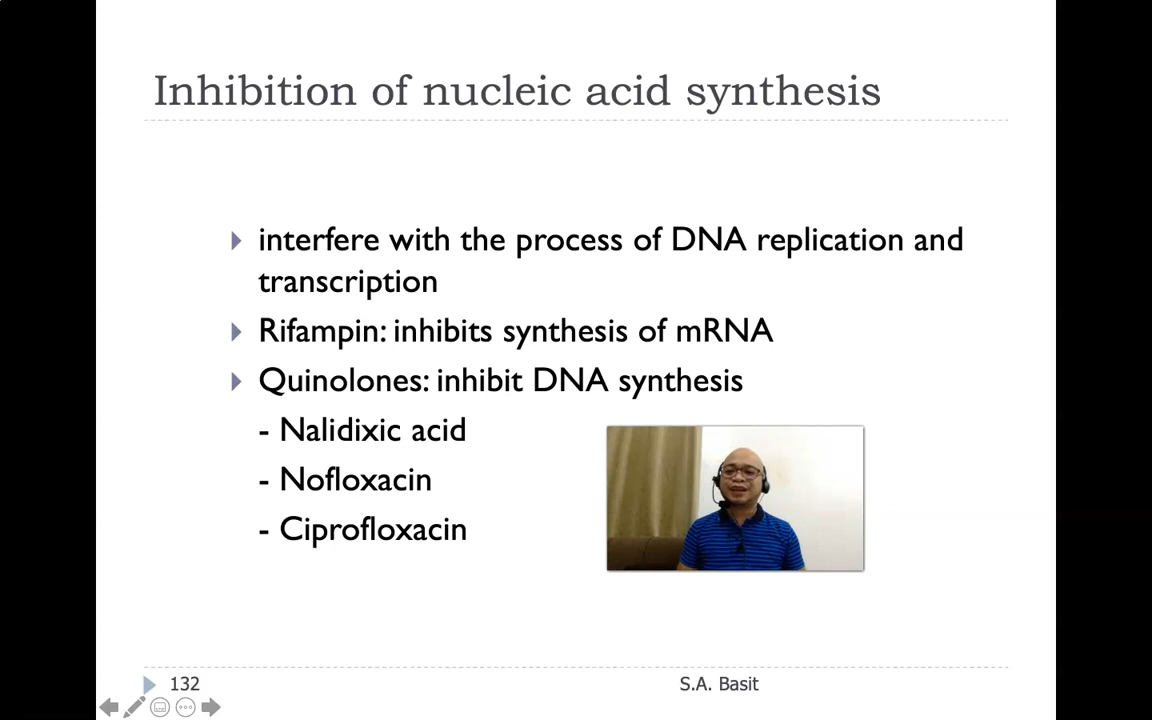 Inhibition of nucleic acid synthesis
interfere with the process of DNA replication and
transcription
Rifampin: inhibits synthesis of mRNA
Quinolones: inhibit DNA synthesis
- Nalidixic acid
- Nofloxacin
- Ciprofloxacin
132
S.A. Basit